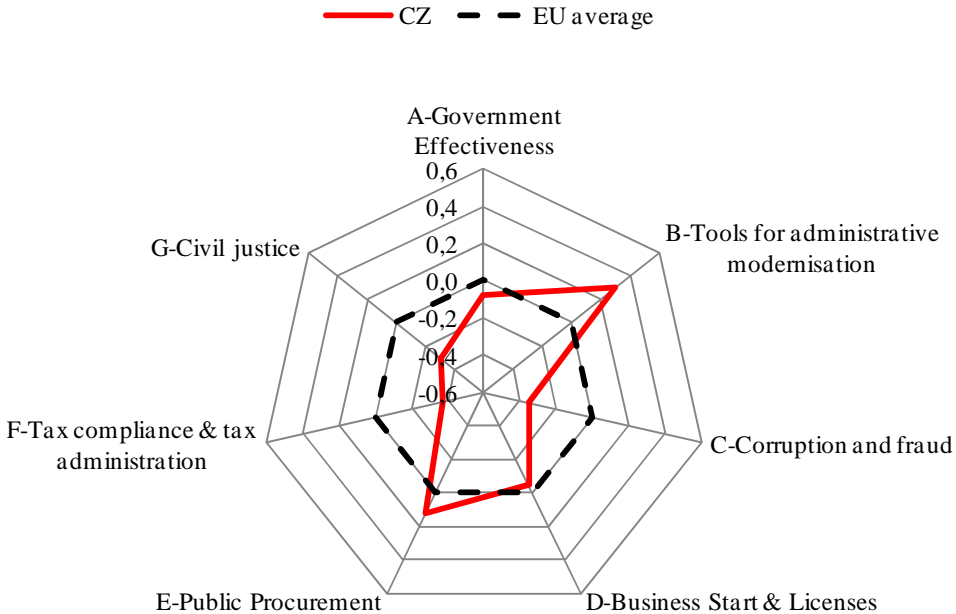 CZ EU average
A-Government
Effectiveness
0,6
0,4
0,2
0,0
-0,2
-0,4
-0,6
B-Tools for administrative
modernisation
C-Corruption and fraud
D-Business Start & Licenses
E-Public Procurement
F-Tax compliance & tax
administration
G-Civil justice